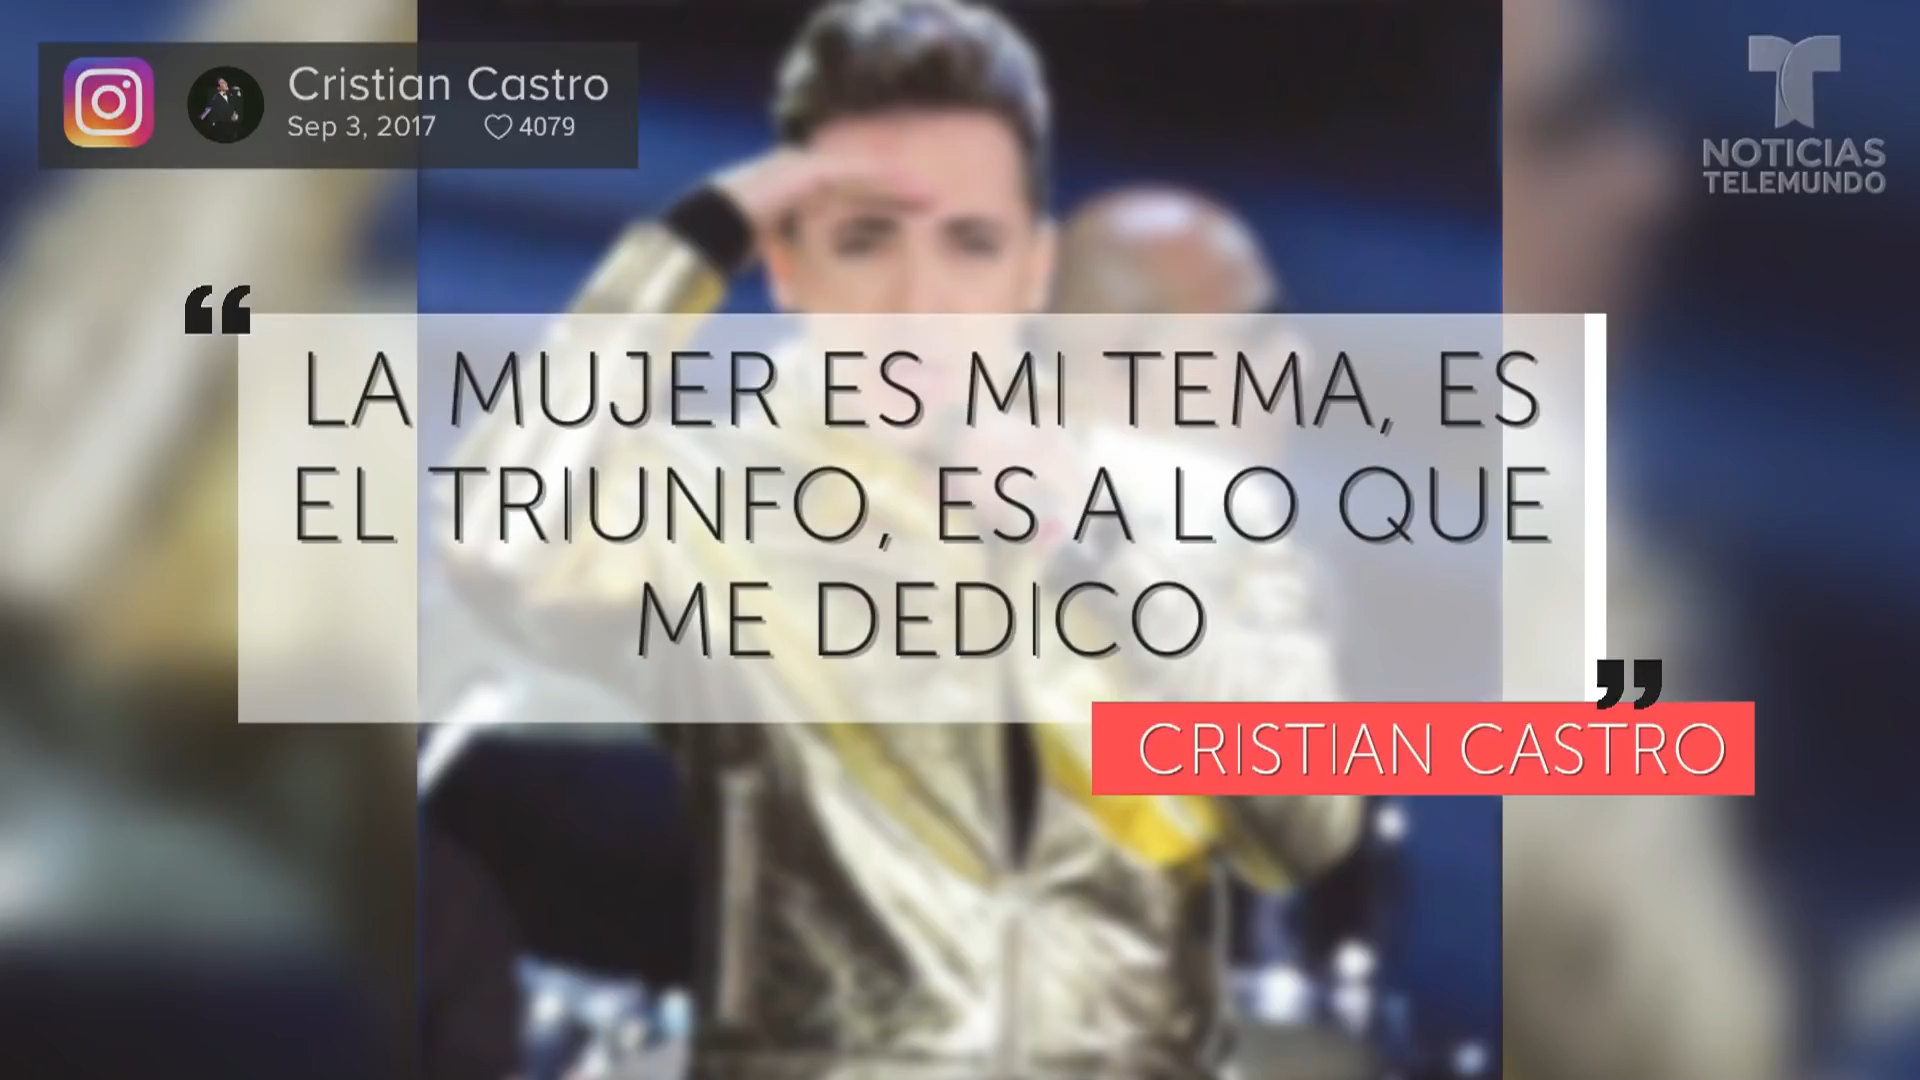 Cristian Castro
Sep 3, 2017 4079
NOTICIAS
TELEMUNDO
“
LA MUJER ES MI TEMA, ES
EL TRIUNFO, ES A LO QUE
ME DEDICO
”
CRISTIAN CASTRO